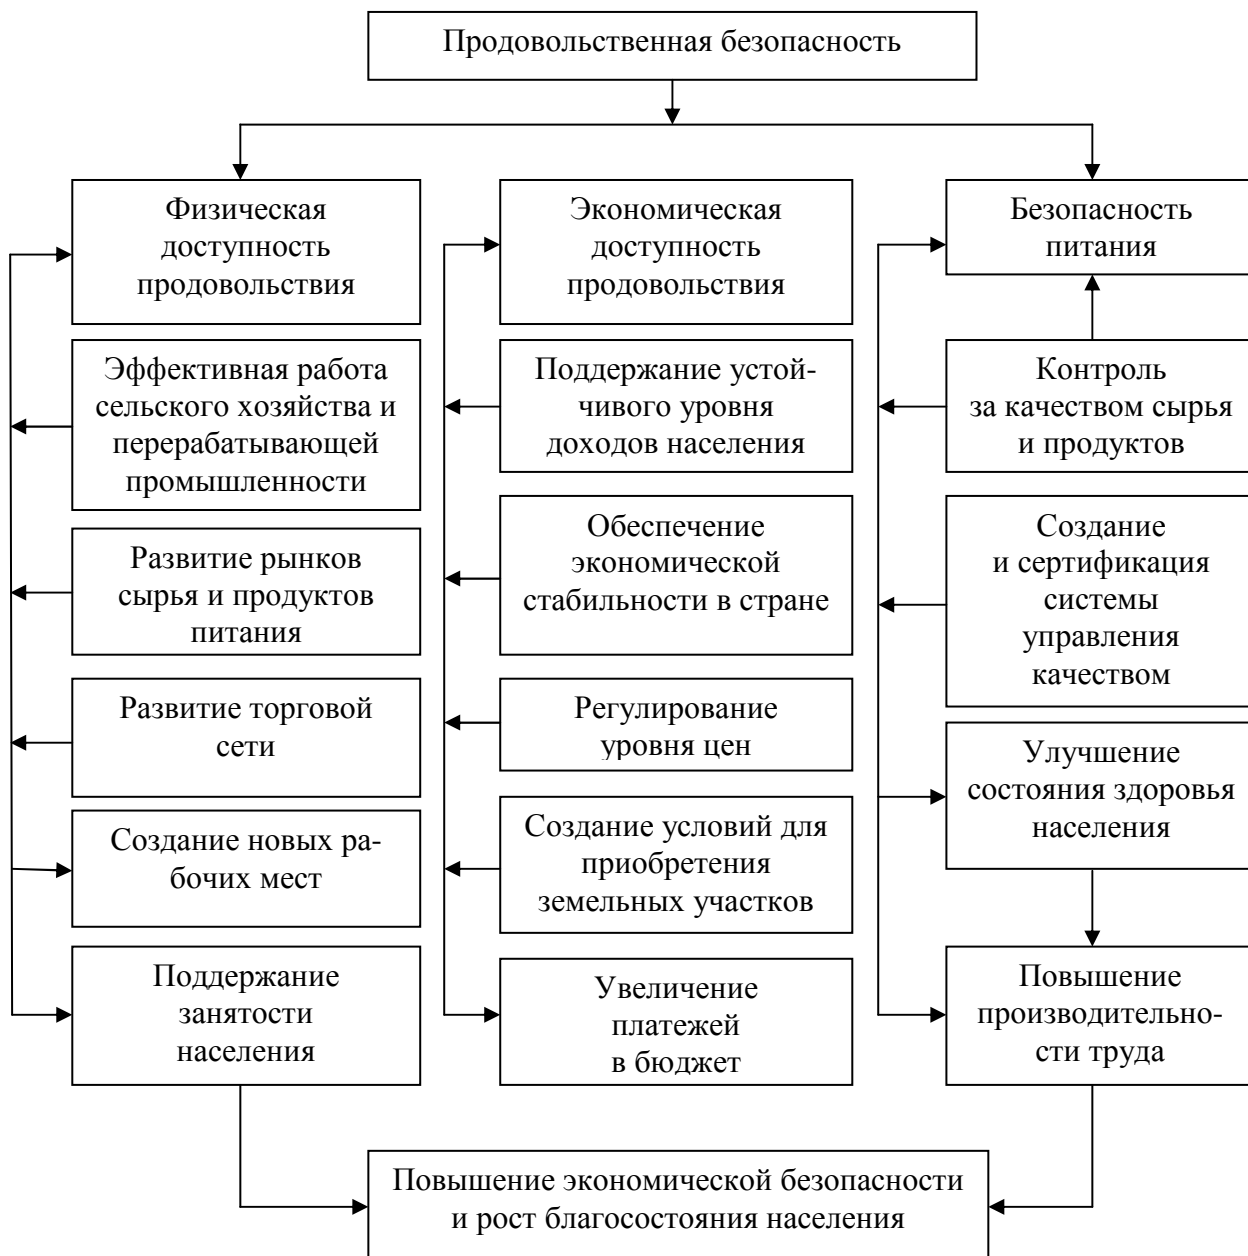 Продовольственная безопасность
Физическая
доступность
продовольствия
Экономическая
доступность
продовольствия
Безопасность
питания
Эффективная работа
сельского хозяйства и
перерабатывающей
промышленности
Поддержание устой-
чивого уровня
доходов населения
Контроль
за качеством сырья
и продуктов
Развитие рынков
сырья и продуктов
питания
Обеспечение
экономической
стабильности в стране
Создание
и сертификация
системы
управления
качеством
Развитие торговой
сети
Регулирование
уровня цен
Улучшение
состояния здоровья
населения
Создание новых ра-
бочих мест
Создание условий для
приобретения
земельных участков
Поддержание
занятости
населения
Увеличение
платежей
в бюджет
Повышение
производительно-
сти труда
Повышение экономической безопасности
и рост благосостояния населения